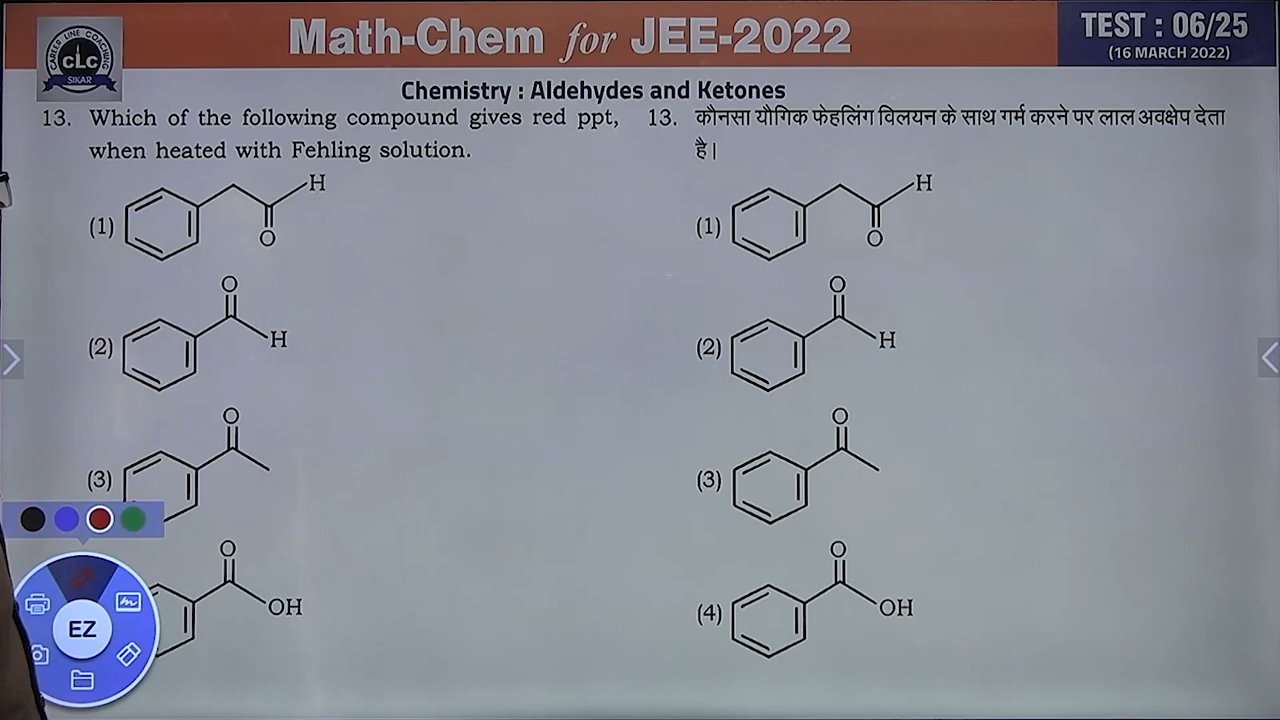 CAREER LINE COACHING
CLC
SIKAR
Math-Chem for JEE-2022
TEST : 06/25
(16 MARCH 2022)
Chemistry : Aldehydes and Ketones
13. Which of the following compound gives red ppt,
when heated with Fehling solution.
(1)
H
O
(2)
O
H
(3)
O
O
OH
13. कौनसा यौगिक फेहलिंग विलयन के साथ गर्म करने पर लाल अवक्षेप देता
है।
(1)
H
O
(2)
O
H
(3)
O
(4)
O
OH
EZ